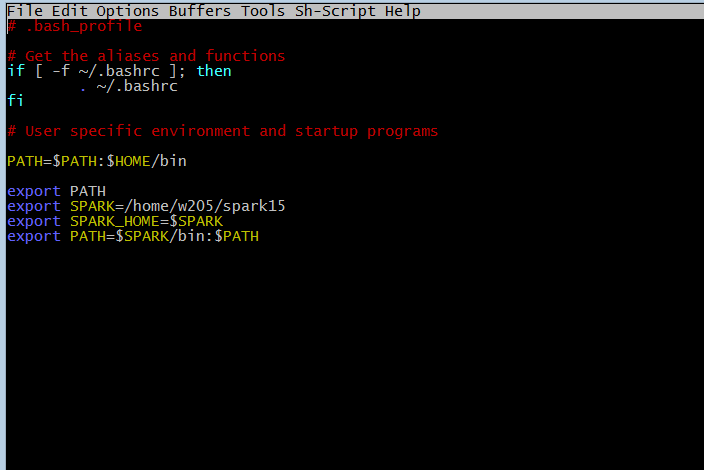 File Edit Options Buffers Tools Sh-Script Help
# .bash_profile
# Get the aliases and functions
if [ -f ~/.bashrc ]; then
. ~/.bashrc
fi
# User specific environment and startup programs
PATH=$PATH:$HOME/bin
export PATH
export SPARK=/home/w205/spark15
export SPARK_HOME=$SPARK
export PATH=$SPARK/bin:$PATH